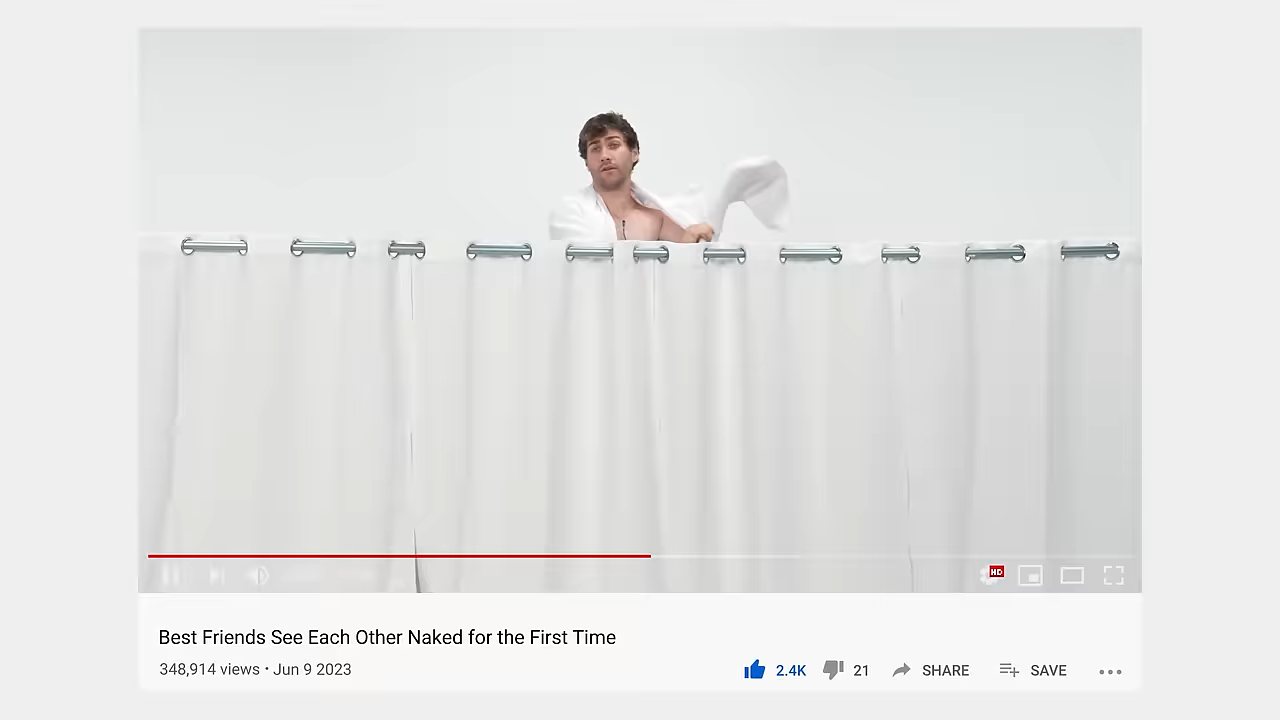 HD
Best Friends See Each Other Naked for the First Time
348,914 views • Jun 9 2023
2.4K 21 SHARE SAVE